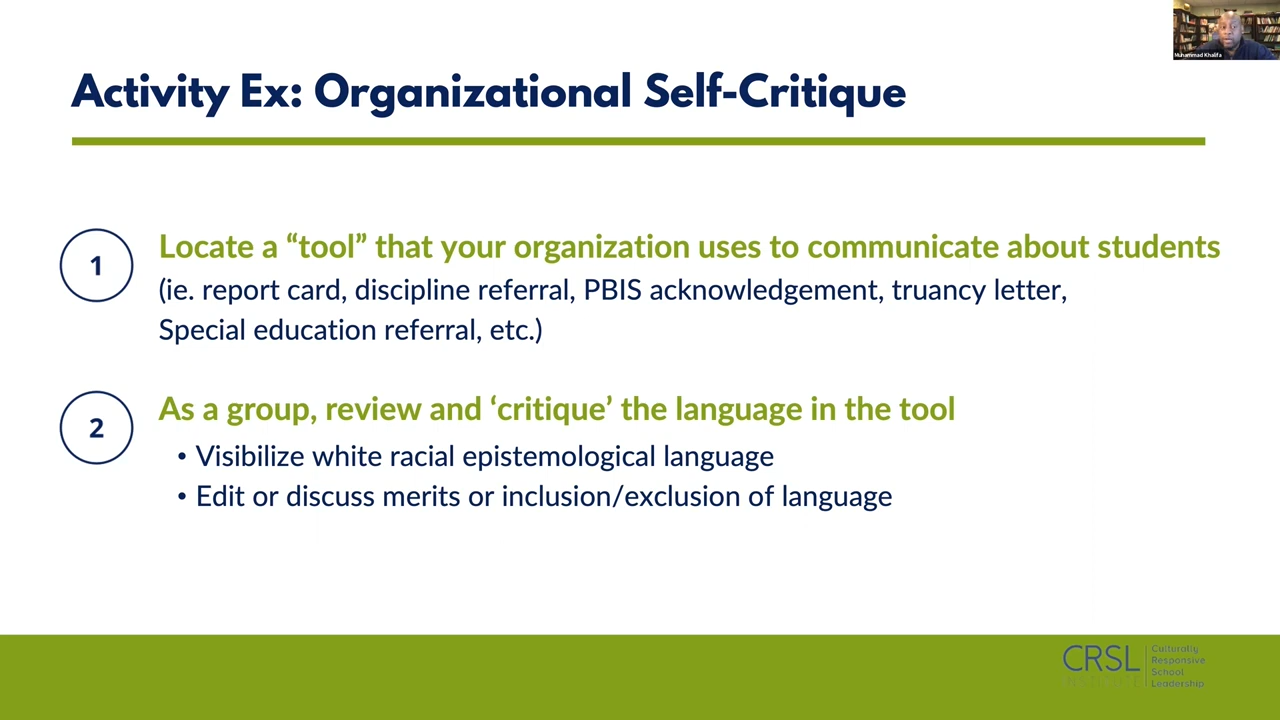 Muhammad Khalifa
Activity Ex: Organizational Self-Critique
1
Locate a “tool” that your organization uses to communicate about students
(ie. report card, discipline referral, PBIS acknowledgement, truancy letter,
Special education referral, etc.)
2
As a group, review and ‘critique’ the language in the tool
• Visibilize white racial epistemological language
• Edit or discuss merits or inclusion/exclusion of language
CRSL
INSTITUTE
Culturally
Responsive
School
Leadership